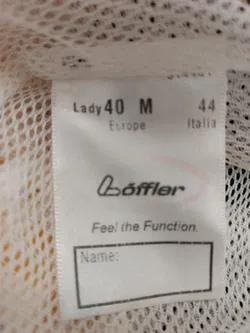 Lady 40 M 44
Europe Italia
Löffler
Feel the Function.
Name: